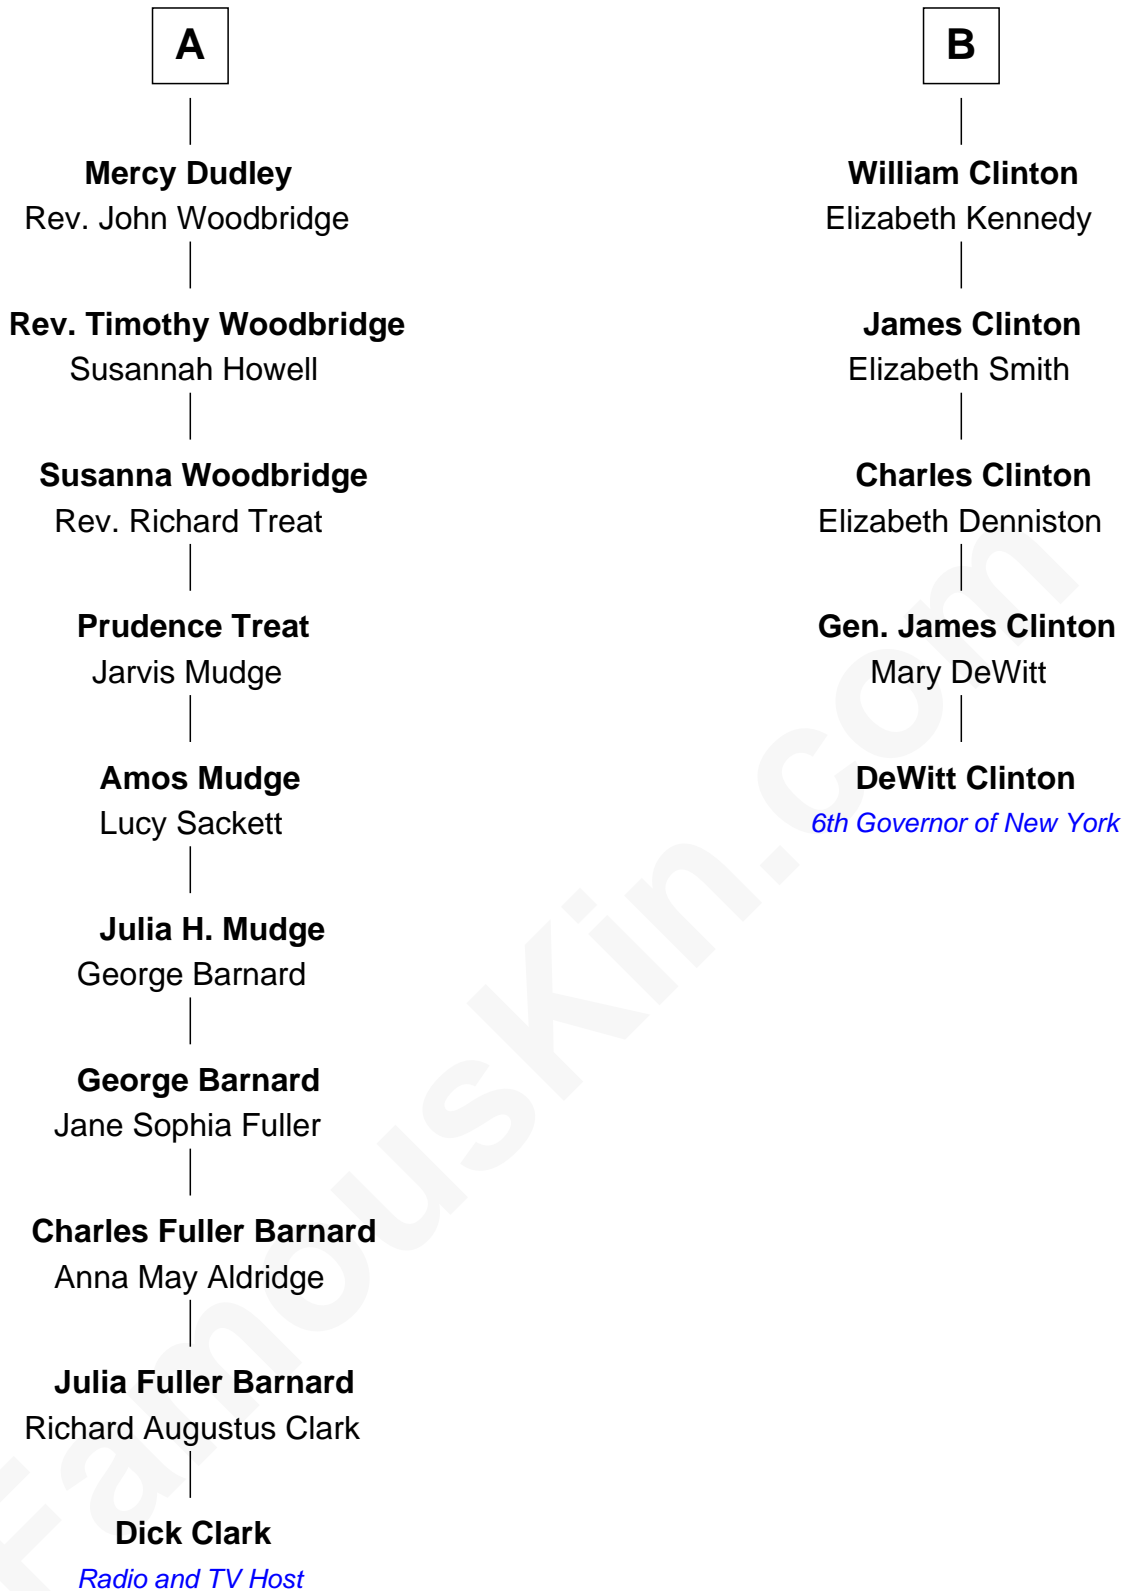 A
Mercy Dudley
Rev. John Woodbridge
Rev. Timothy Woodbridge
Susannah Howell
Susanna Woodbridge
Rev. Richard Treat
Prudence Treat
Jarvis Mudge
Amos Mudge
Lucy Sackett
Julia H. Mudge
George Barnard
George Barnard
Jane Sophia Fuller
Charles Fuller Barnard
Anna May Aldridge
Julia Fuller Barnard
Richard Augustus Clark
Dick Clark
Radio and TV Host
B
William Clinton
Elizabeth Kennedy
James Clinton
Elizabeth Smith
Charles Clinton
Elizabeth Denniston
Gen. James Clinton
Mary DeWitt
DeWitt Clinton
6th Governor of New York
FamousKin.com